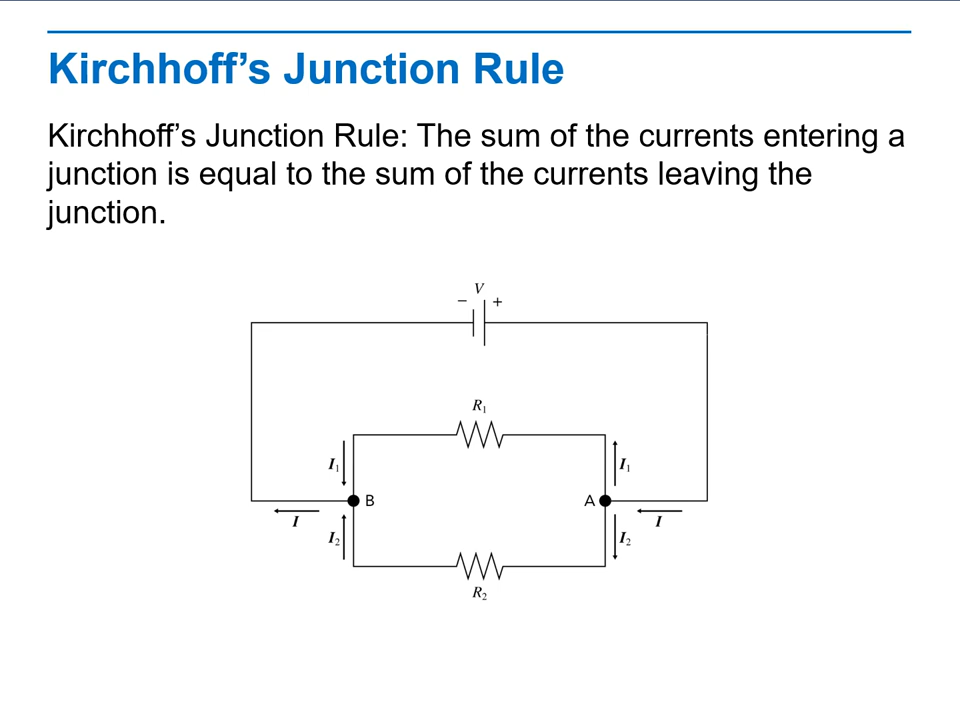 Kirchhoff’s Junction Rule
Kirchhoff’s Junction Rule: The sum of the currents entering a
junction is equal to the sum of the currents leaving the
junction.
V
− +
R₁
I₁ I₁
B A
I I
I₂ I₂
R₂